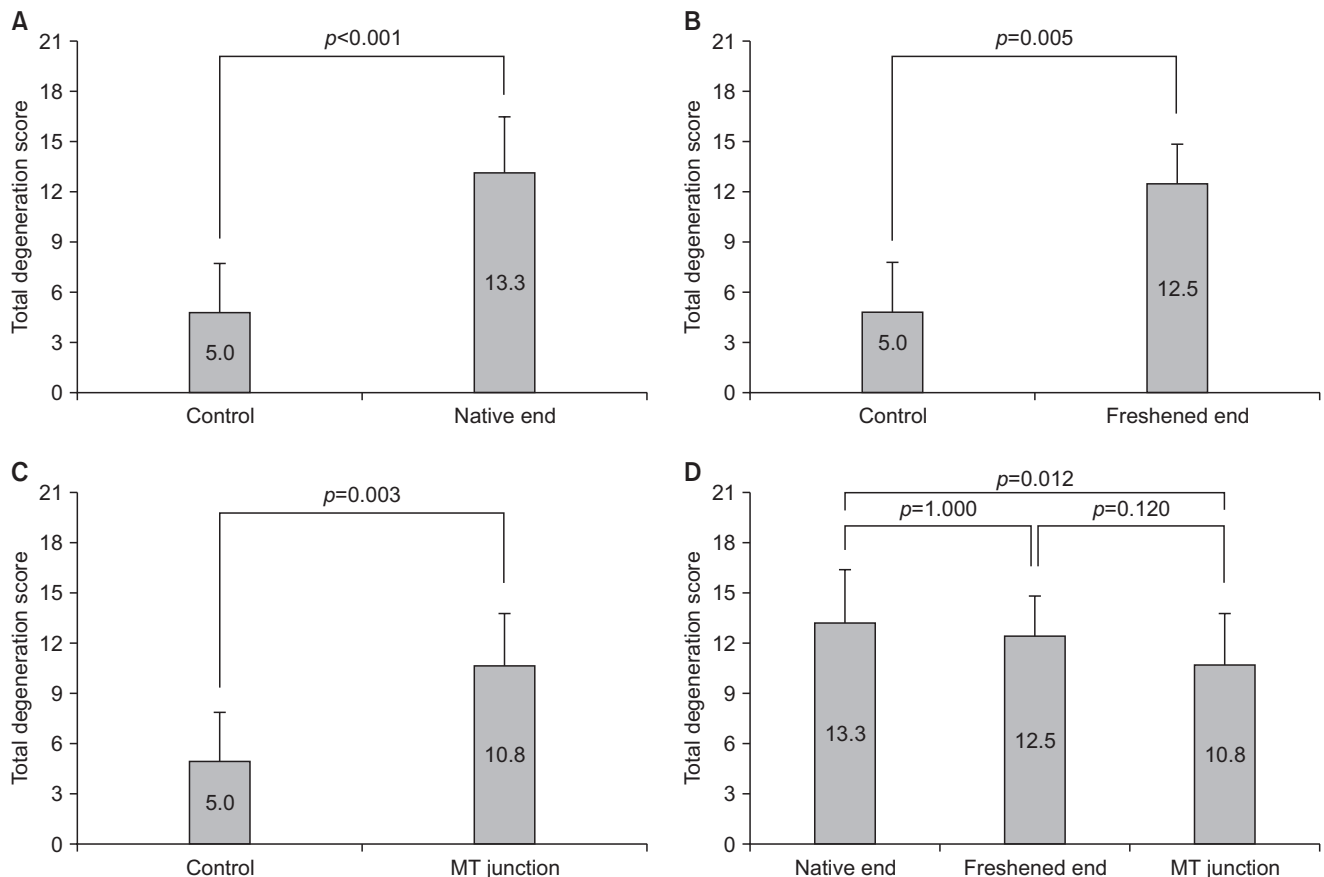 A
Total degeneration score
21
18
15
12
9
6
3
0
p<0.001
5.0
13.3
Control
Native end
B
Total degeneration score
21
18
15
12
9
6
3
0
p=0.005
5.0
12.5
Control
Freshened end
C
Total degeneration score
21
18
15
12
9
6
3
0
p=0.003
5.0
10.8
Control
MT junction
D
Total degeneration score
21
18
15
12
9
6
3
0
p=0.012
p=1.000
p=0.120
13.3
12.5
10.8
Native end
Freshened end
MT junction